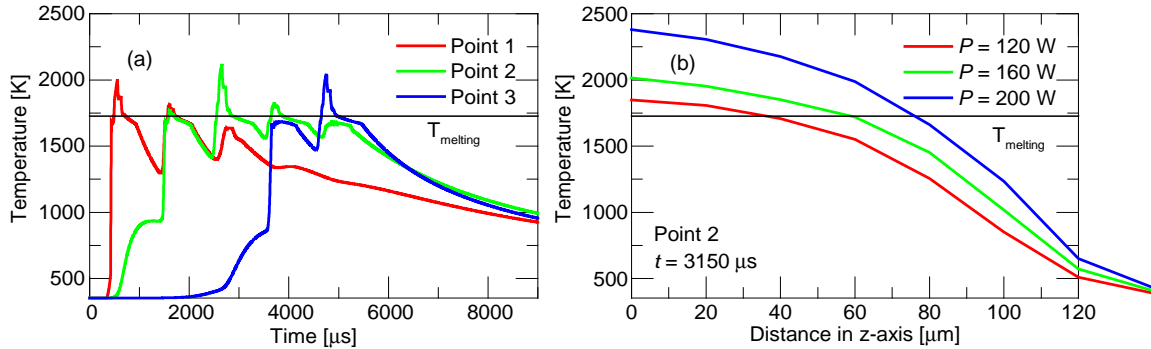 2500
2000
1500
1000
500
Temperature [K]
(a)
Point 1
Point 2
Point 3
T_melting
0 2000 4000 6000 8000
Time [μs]
2500
2000
1500
1000
500
Temperature [K]
(b)
P = 120 W
P = 160 W
P = 200 W
T_melting
Point 2
t = 3150 μs
0 20 40 60 80 100 120
Distance in z-axis [μm]